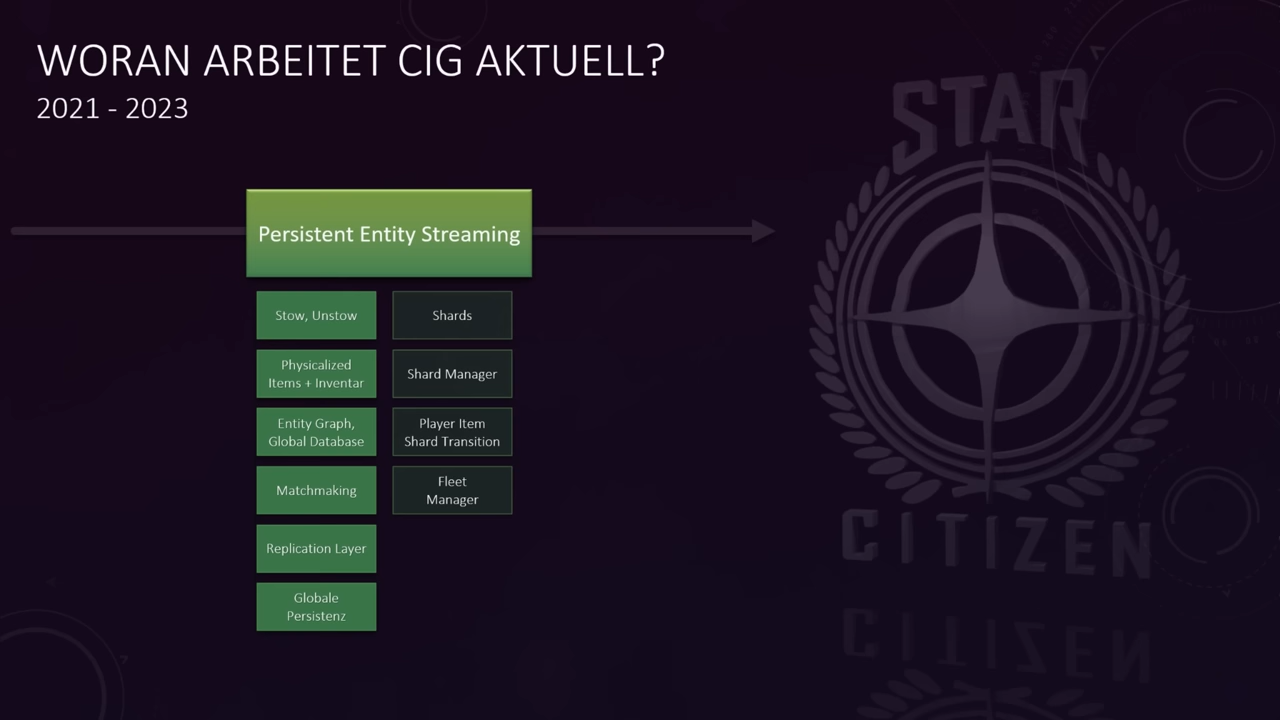 WORAN ARBEITET CIG AKTUELL?
2021 - 2023
Persistent Entity Streaming
Stow, Unstow
Physicalized
Items + Inventar
Entity Graph,
Global Database
Matchmaking
Replication Layer
Globale
Persistenz
Shards
Shard Manager
Player Item
Shard Transition
Fleet
Manager
STAR
CITIZEN